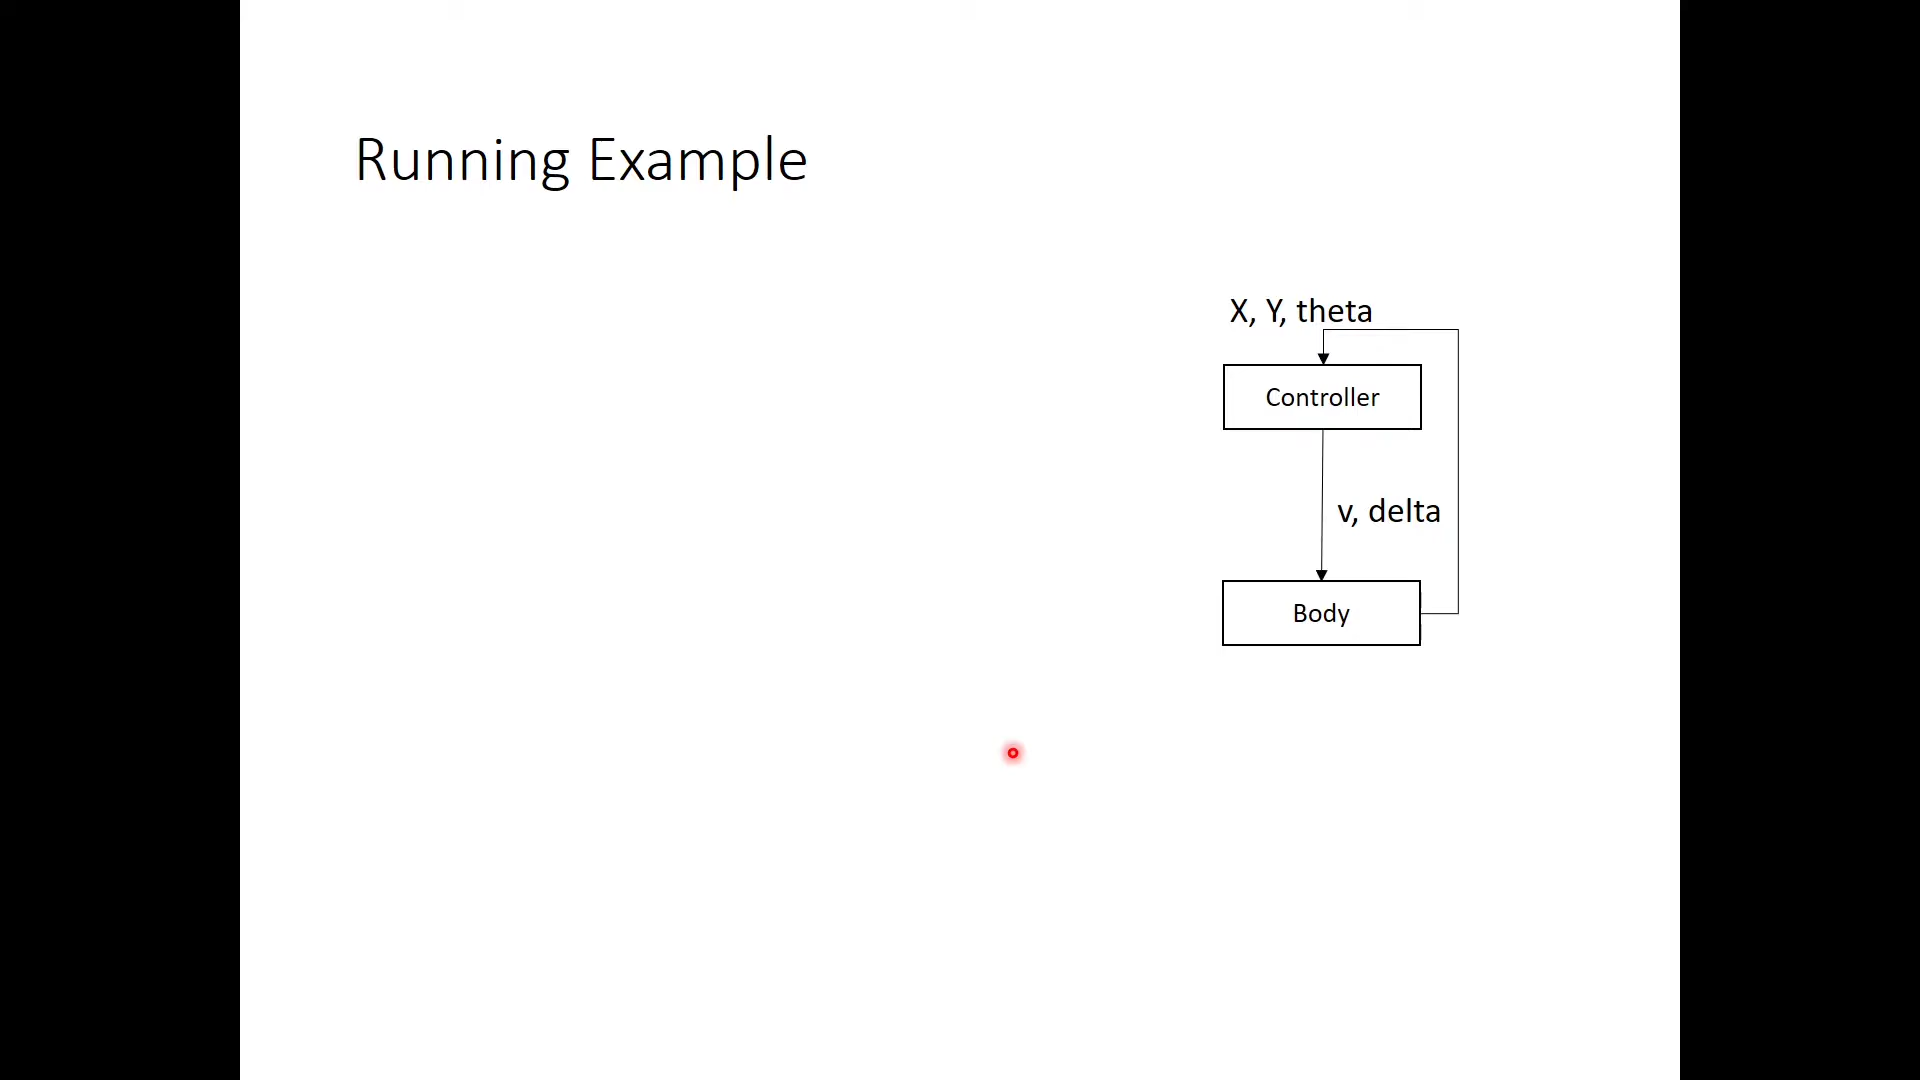 Running Example
X, Y, theta
Controller
v, delta
Body